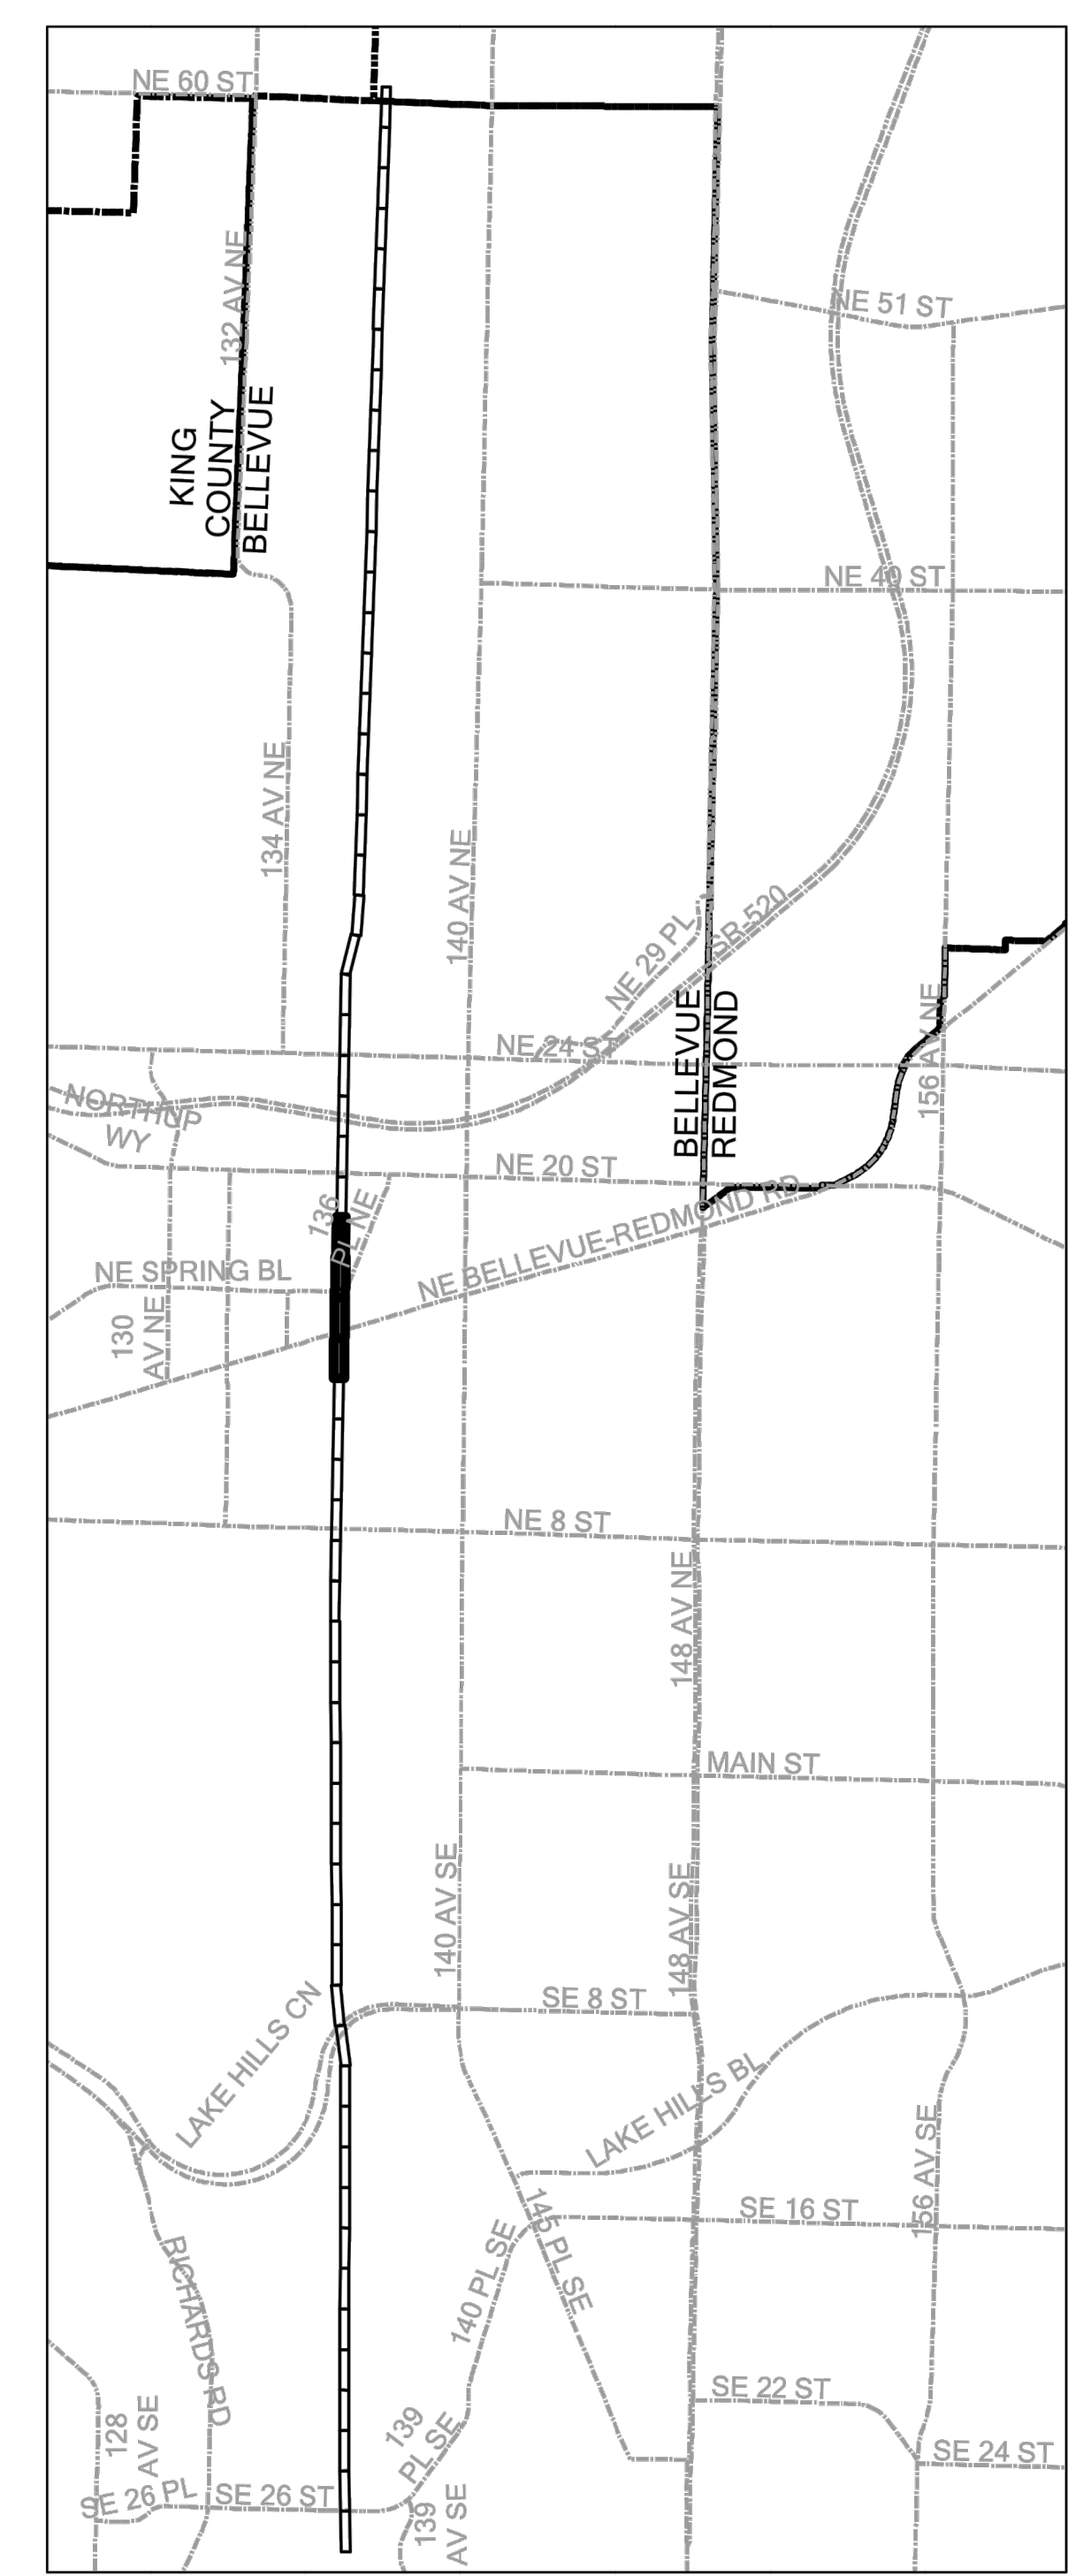 NE 60 ST
132 AV NE
NE 51 ST
KING
COUNTY
BELLEVUE
NE 40 ST
134 AV NE
140 AV NE
NE 29 PL
SR-520
BELLEVUE
REDMOND
156 AV NE
NE 24 ST
NORTHUP
WY
NE 20 ST
136
PL NE
NE BELLEVUE-REDMOND RD
NE SPRING BL
130
AV NE
NE 8 ST
148 AV NE
MAIN ST
140 AV SE
148 AV SE
LAKE HILLS CN
SE 8 ST
LAKE HILLS BL
156 AV SE
SE 16 ST
145 PL SE
140 PL SE
RICHARDS RD
SE 22 ST
128
AV SE
139
PL SE
SE 24 ST
SE 26 PL
SE 26 ST
139
AV SE